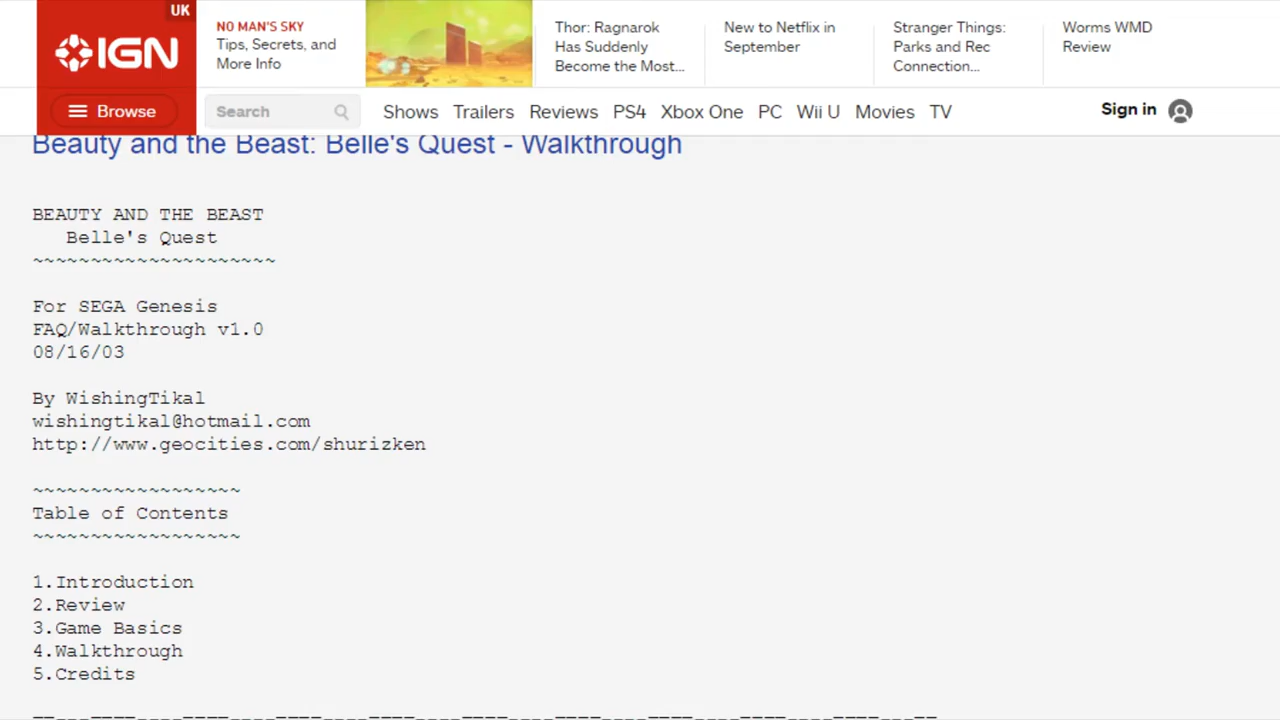 UK
IGN
NO MAN'S SKY
Tips, Secrets, and
More Info
Thor: Ragnarok
Has Suddenly
Become the Most...
New to Netflix in
September
Stranger Things:
Parks and Rec
Connection...
Worms WMD
Review
Browse
Search
Shows Trailers Reviews PS4 Xbox One PC Wii U Movies TV
Sign in
Beauty and the Beast: Belle's Quest - Walkthrough
BEAUTY AND THE BEAST
Belle's Quest
~~~~~~~~~~~~~~~~~~~~~
For SEGA Genesis
FAQ/Walkthrough v1.0
08/16/03
By WishingTikal
wishingtikal@hotmail.com
http://www.geocities.com/shurizken
~~~~~~~~~~~~~~~~~~
Table of Contents
~~~~~~~~~~~~~~~~~~
1.Introduction
2.Review
3.Game Basics
4.Walkthrough
5.Credits